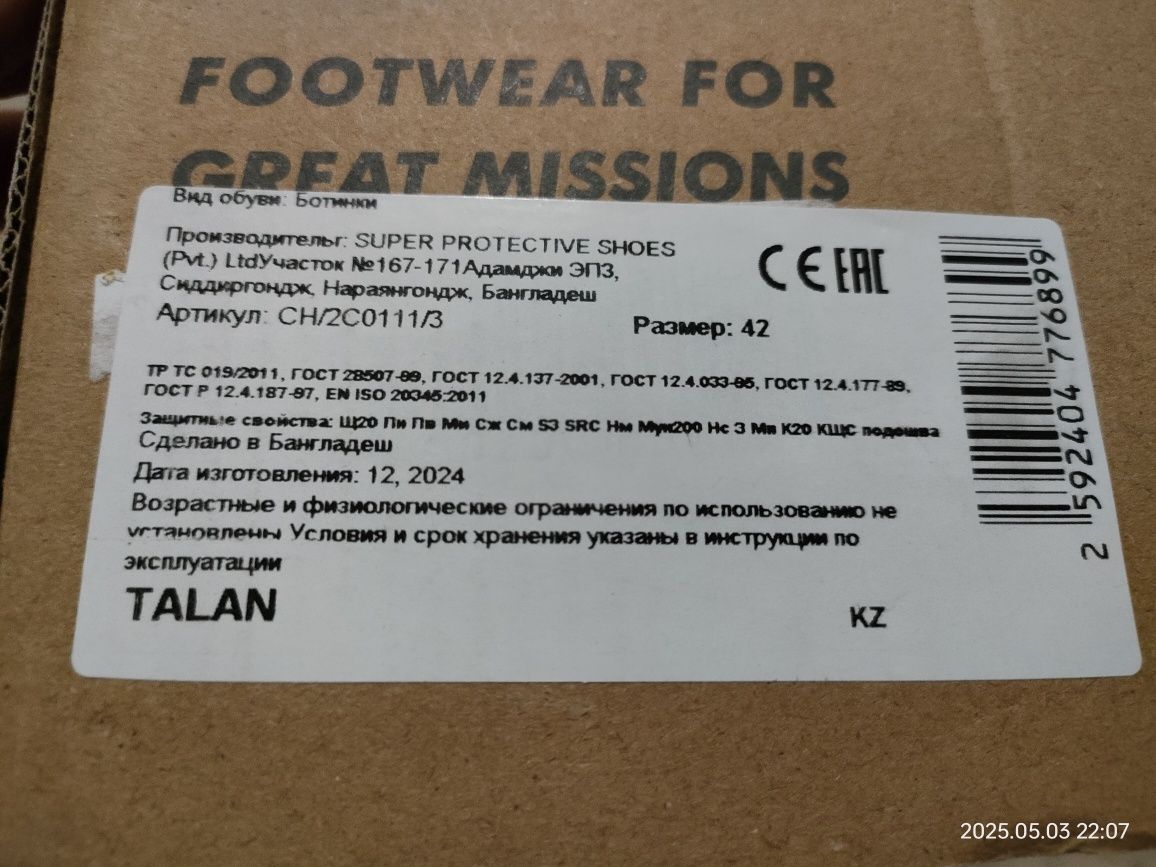 FOOTWEAR FOR
GREAT MISSIONS
Вид обуви: Ботинки
Производительг: SUPER PROTECTIVE SHOES
(Pvt.) LtdУчасток №167-171Адамджи ЭПЗ,
Сиддиргондж, Нараянгондж, Бангладеш
CE EAC
Артикул: CH/2C0111/3
Размер: 42
ТР ТС 019/2011, ГОСТ 28507-99, ГОСТ 12.4.137-2001, ГОСТ 12.4.033-95, ГОСТ 12.4.177-89,
ГОСТ Р 12.4.187-97, EN ISO 20345:2011
Защитные свойства: Щ20 Пн Пв Ми Сж См S3 SRC Нм Мун200 Нс З Мп К20 КЩС подошва
Сделано в Бангладеш
Дата изготовления: 12, 2024
Возрастные и физиологические ограничения по использованию не
установлены Условия и срок хранения указаны в инструкции по
эксплуатации
TALAN
KZ
2 592404 776899
2025.05.03 22:07